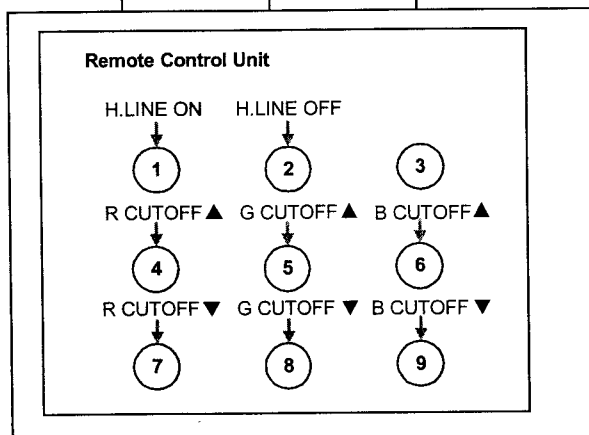 Remote Control Unit
H.LINE ON H.LINE OFF
1 2 3
R CUTOFF▲ G CUTOFF▲ B CUTOFF▲
4 5 6
R CUTOFF▼ G CUTOFF▼ B CUTOFF▼
7 8 9